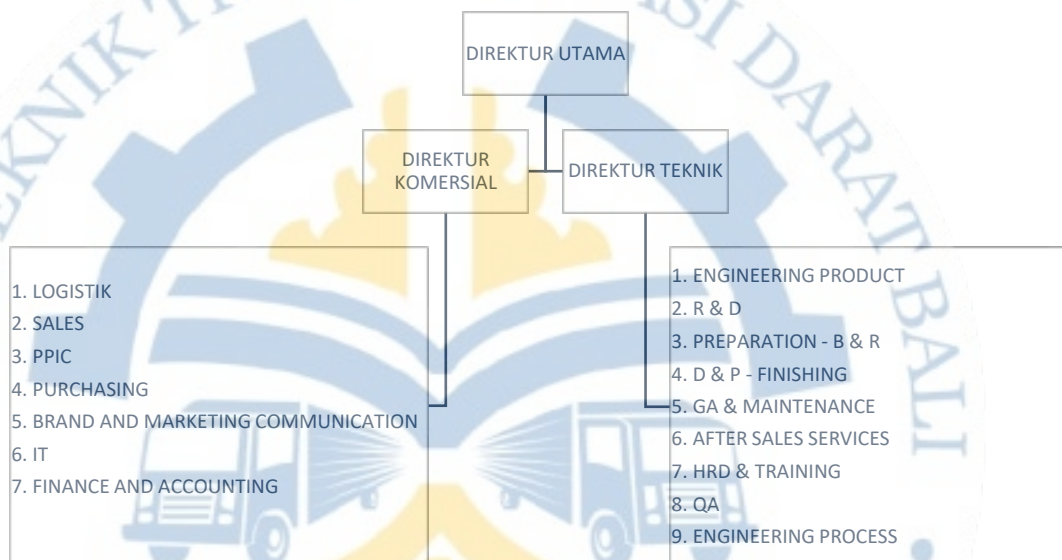 DIREKTUR UTAMA
DIREKTUR
KOMERSIAL
DIREKTUR TEKNIK
1. LOGISTIK
2. SALES
3. PPIC
4. PURCHASING
5. BRAND AND MARKETING COMMUNICATION
6. IT
7. FINANCE AND ACCOUNTING
1. ENGINEERING PRODUCT
2. R & D
3. PREPARATION - B & R
4. D & P - FINISHING
5. GA & MAINTENANCE
6. AFTER SALES SERVICES
7. HRD & TRAINING
8. QA
9. ENGINEERING PROCESS
DARAT BALI